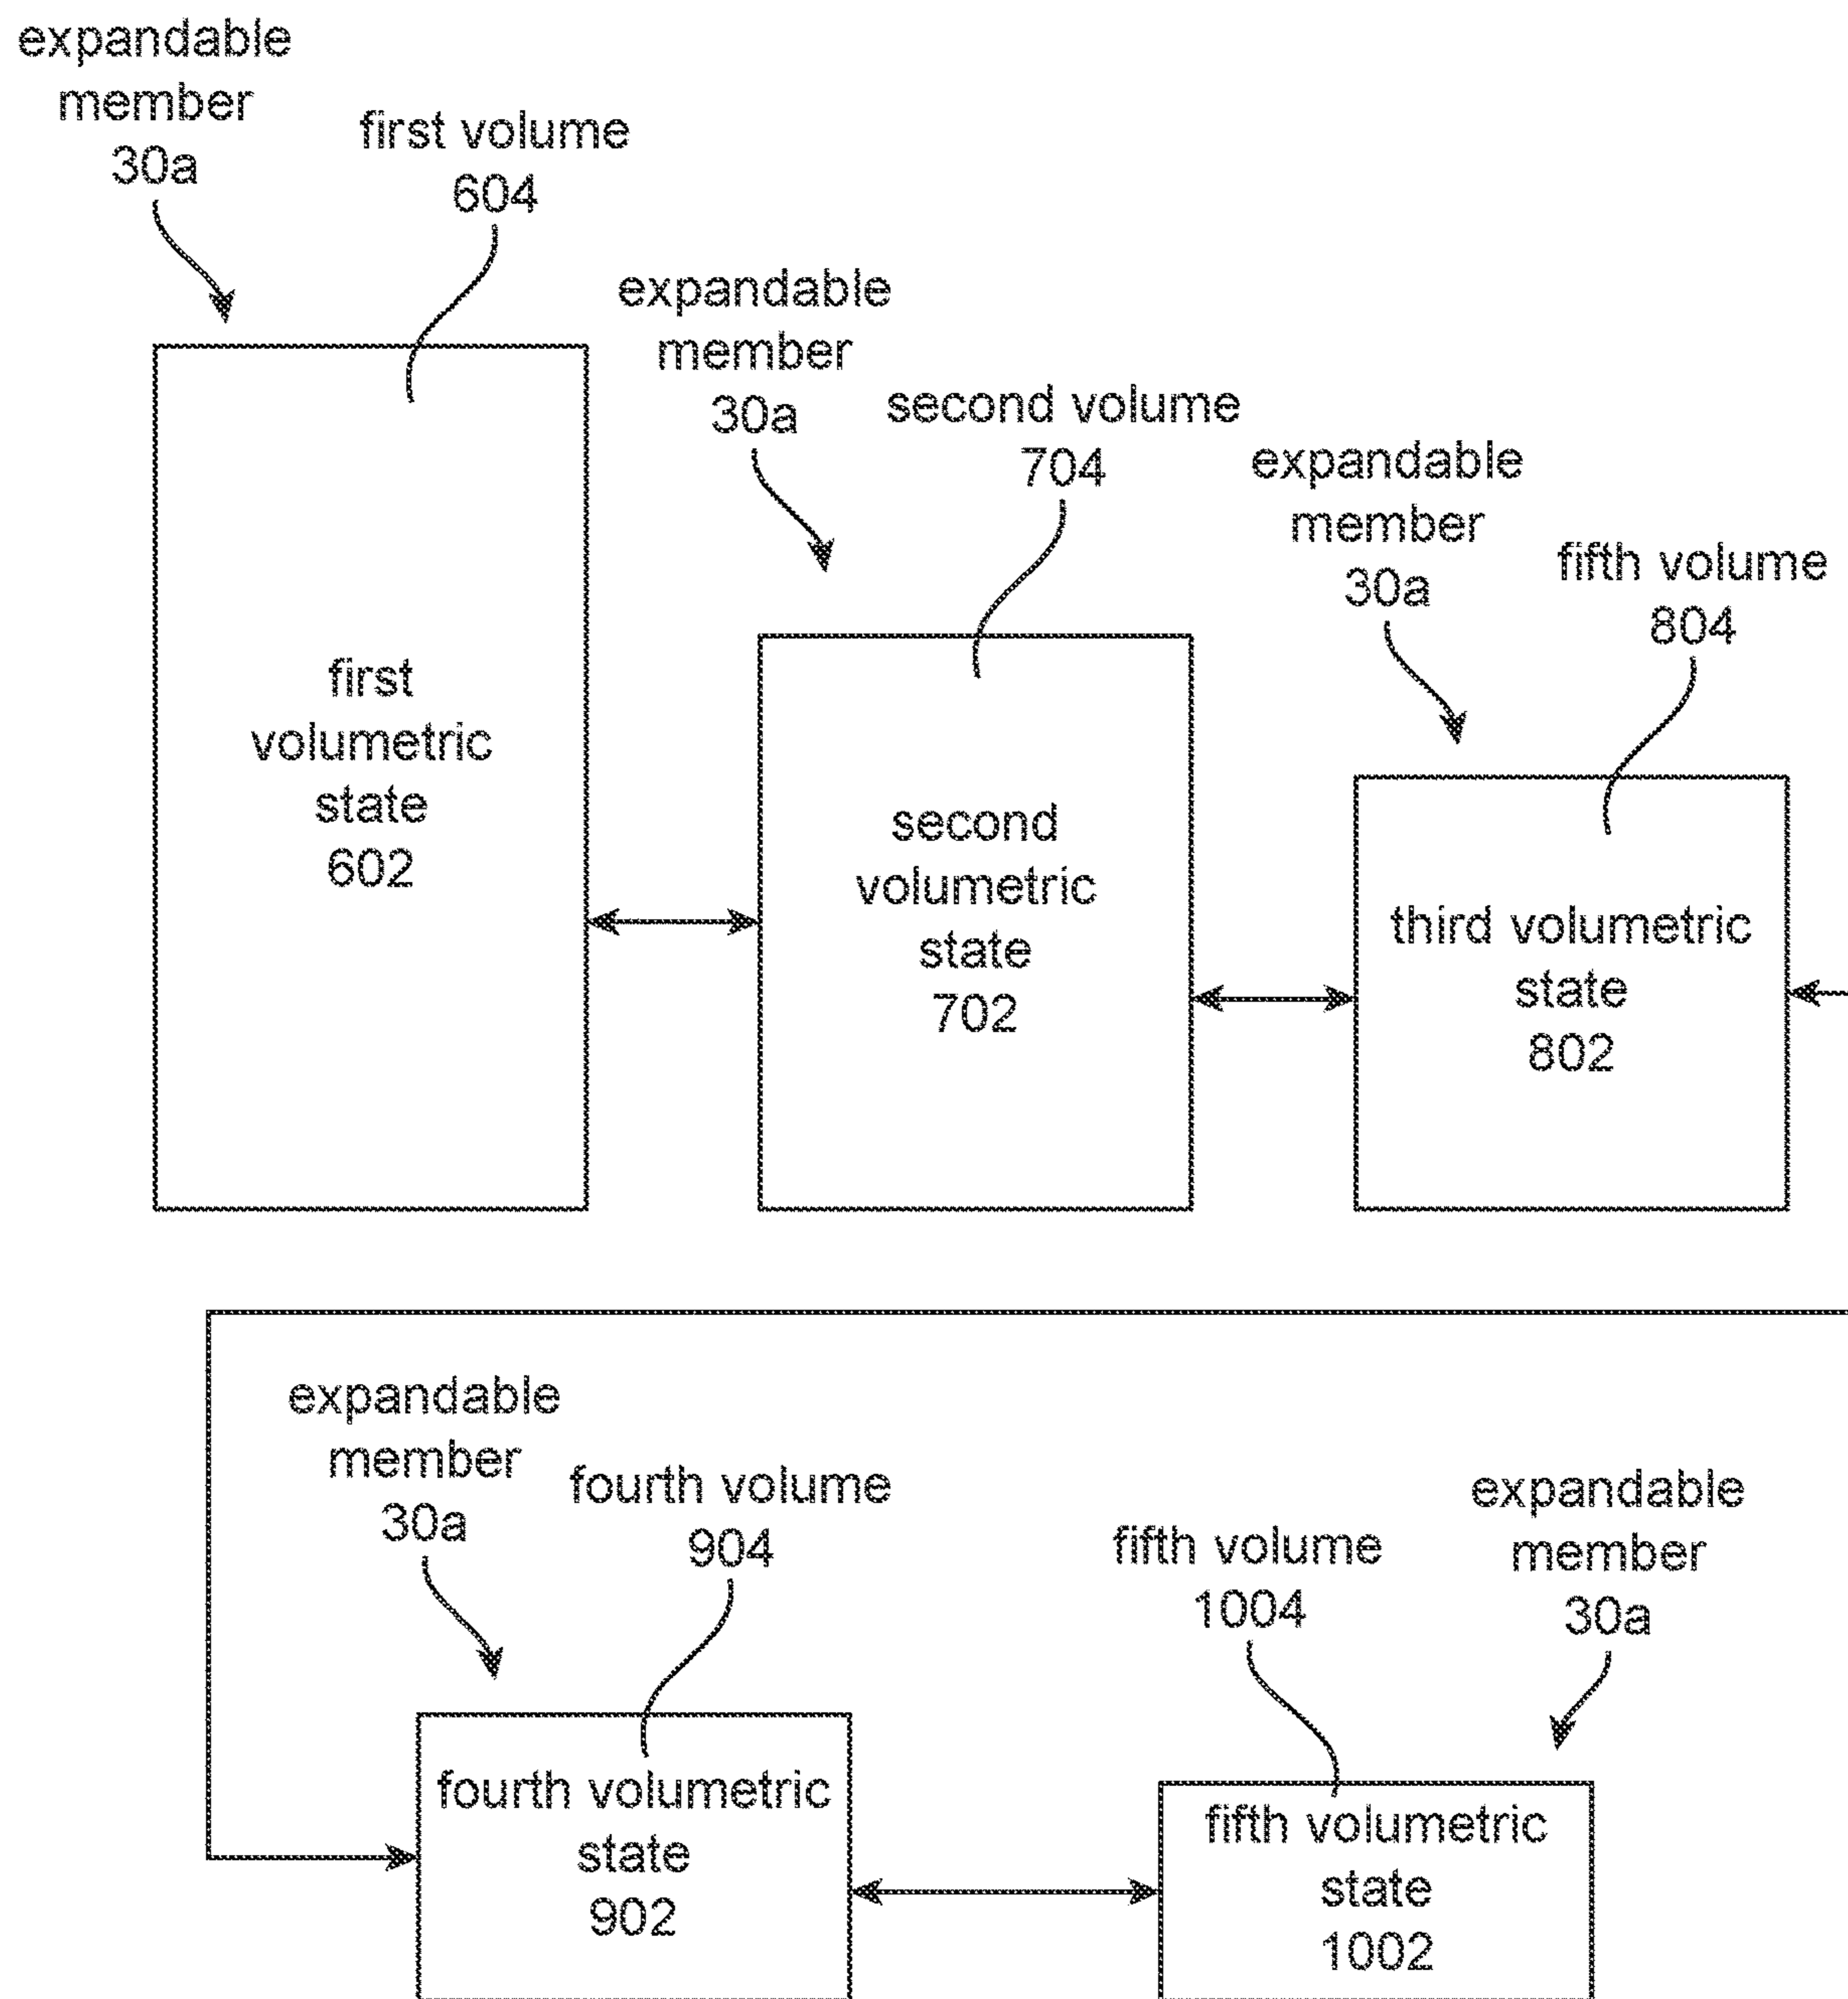 expandable
member
30a
first volume
604
expandable
member
30a
second volume
704
expandable
member
30a
fifth volume
804
first
volumetric
state
602
second
volumetric
state
702
third volumetric
state
802
expandable
member
30a
fourth volume
904
fifth volume
1004
expandable
member
30a
fourth volumetric
state
902
fifth volumetric
state
1002